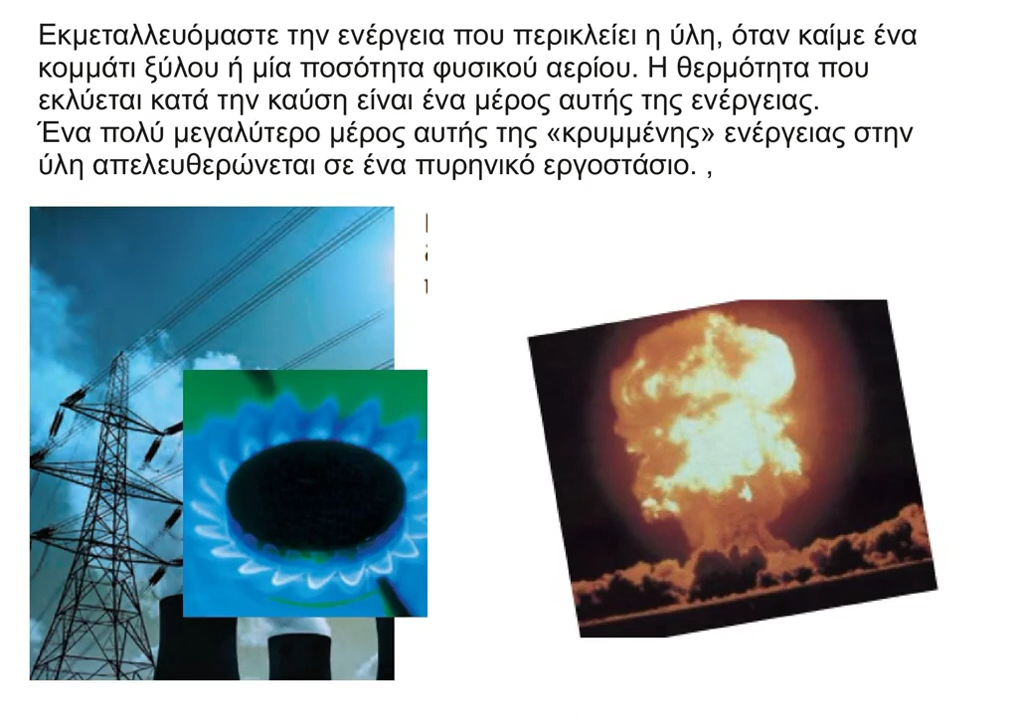 Εκμεταλλευόμαστε την ενέργεια που περικλείει η ύλη, όταν καίμε ένα
κομμάτι ξύλου ή μία ποσότητα φυσικού αερίου. Η θερμότητα που
εκλύεται κατά την καύση είναι ένα μέρος αυτής της ενέργειας.
Ένα πολύ μεγαλύτερο μέρος αυτής της «κρυμμένης» ενέργειας στην
ύλη απελευθερώνεται σε ένα πυρηνικό εργοστάσιο. ,